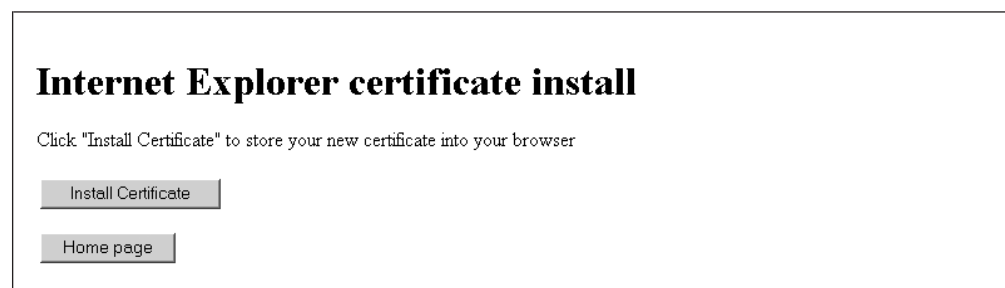 Internet Explorer certificate install
Click "Install Certificate" to store your new certificate into your browser
Install Certificate
Home page